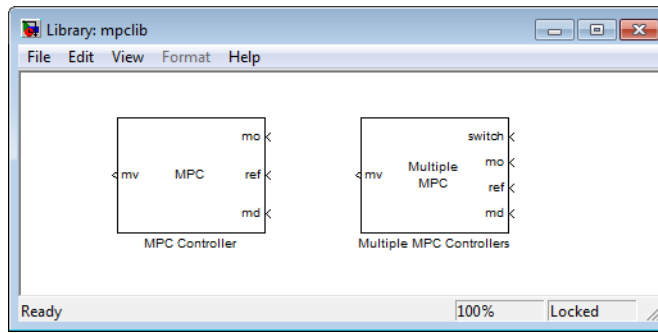 Library: mpclib
File Edit View Format Help
mo
mv MPC ref
md
MPC Controller
switch
mo
mv Multiple MPC ref
md
Multiple MPC Controllers
Ready 100% Locked